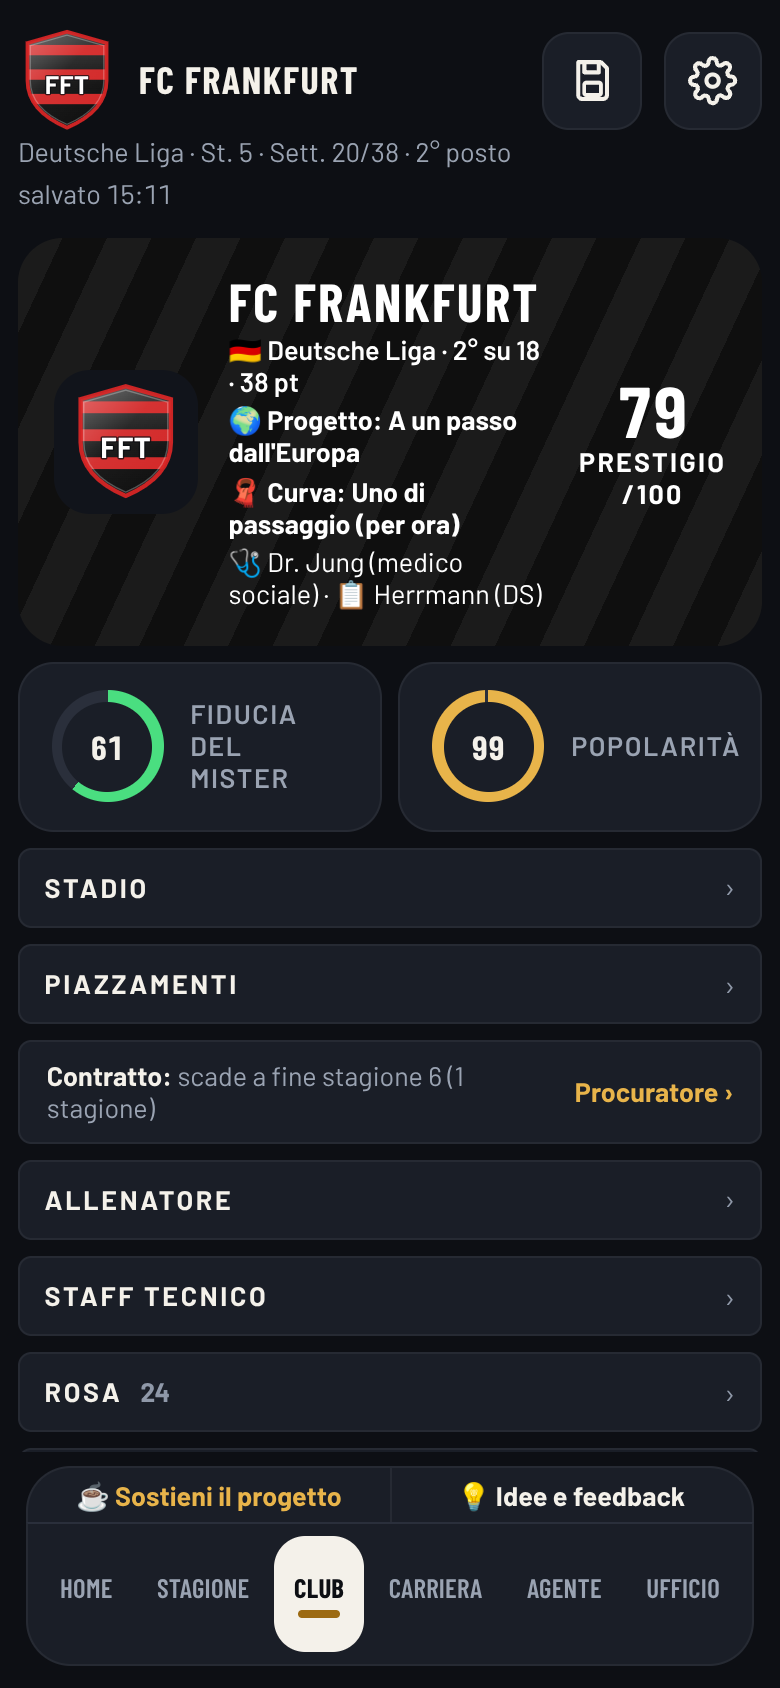 FFT
FC FRANKFURT
Deutsche Liga · St. 5 · Sett. 20/38 · 2° posto
salvato 15:11
FC FRANKFURT
🇩🇪 Deutsche Liga · 2° su 18
· 38 pt
🌍 Progetto: A un passo
dall'Europa
🧣 Curva: Uno di
passaggio (per ora)
🩺 Dr. Jung (medico
sociale) · 📋 Herrmann (DS)
FFT
79
PRESTIGIO
/100
61
FIDUCIA
DEL
MISTER
99
POPOLARITÀ
STADIO ›
PIAZZAMENTI ›
Contratto: scade a fine stagione 6 (1
stagione)
Procuratore ›
ALLENATORE ›
STAFF TECNICO ›
ROSA 24 ›
☕ Sostieni il progetto
💡 Idee e feedback
HOME STAGIONE CLUB CARRIERA AGENTE UFFICIO